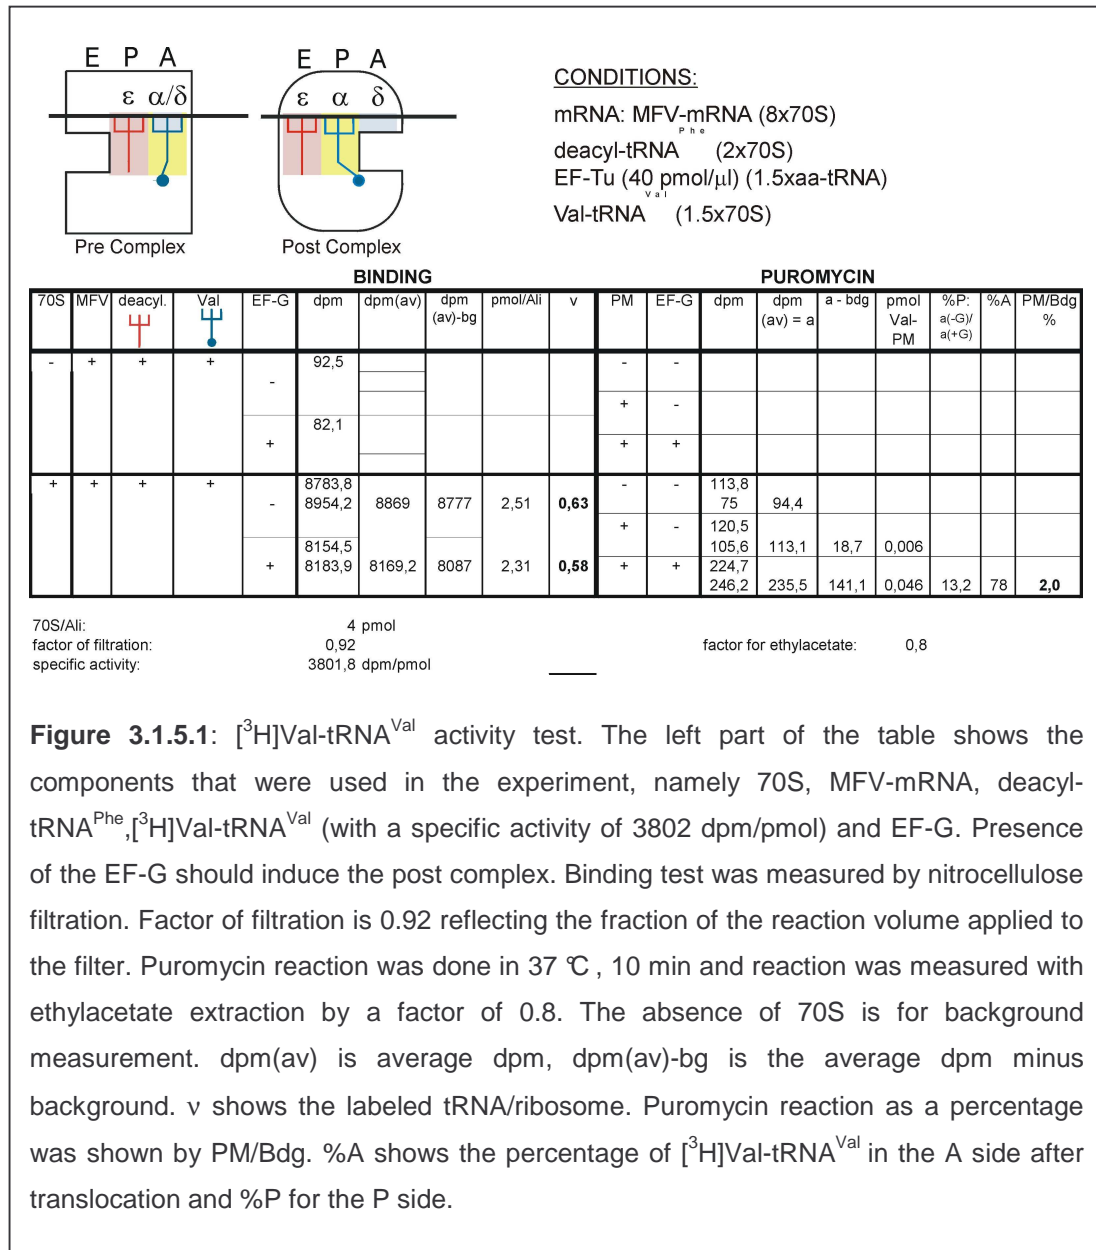 E P A
E P A
ε α/δ
ε α δ
Pre Complex
Post Complex
CONDITIONS:
mRNA: MFV-mRNA (8x70S)
deacyl-tRNA Phe (2x70S)
EF-Tu (40 pmol/µl) (1.5xaa-tRNA)
Val-tRNA Val (1.5x70S)
BINDING PUROMYCIN
70S MFV deacyl. Val EF-G dpm dpm(av) dpm (av)-bg pmol/Ali v PM EF-G dpm dpm (av) = a a - bdg pmol Val-PM %P: a(-G)/ a(+G) %A PM/Bdg %
- + + + 92,5 - -
-
+ -
82,1
+ + +
+ + + + 8783,8 - - 113,8
- 8954,2 8869 8777 2,51 0,63 75 94,4
+ - 120,5
8154,5 105,6 113,1 18,7 0,006
+ 8183,9 8169,2 8087 2,31 0,58 + + 224,7
246,2 235,5 141,1 0,046 13,2 78 2,0
70S/Ali: 4 pmol
factor of filtration: 0,92 factor for ethylacetate: 0,8
specific activity: 3801,8 dpm/pmol
Figure 3.1.5.1: [³H]Val-tRNA^Val activity test. The left part of the table shows the
components that were used in the experiment, namely 70S, MFV-mRNA, deacyl-
tRNA^Phe,[³H]Val-tRNA^Val (with a specific activity of 3802 dpm/pmol) and EF-G. Presence
of the EF-G should induce the post complex. Binding test was measured by nitrocellulose
filtration. Factor of filtration is 0.92 reflecting the fraction of the reaction volume applied to
the filter. Puromycin reaction was done in 37 °C , 10 min and reaction was measured with
ethylacetate extraction by a factor of 0.8. The absence of 70S is for background
measurement. dpm(av) is average dpm, dpm(av)-bg is the average dpm minus
background. ν shows the labeled tRNA/ribosome. Puromycin reaction as a percentage
was shown by PM/Bdg. %A shows the percentage of [³H]Val-tRNA^Val in the A side after
translocation and %P for the P side.